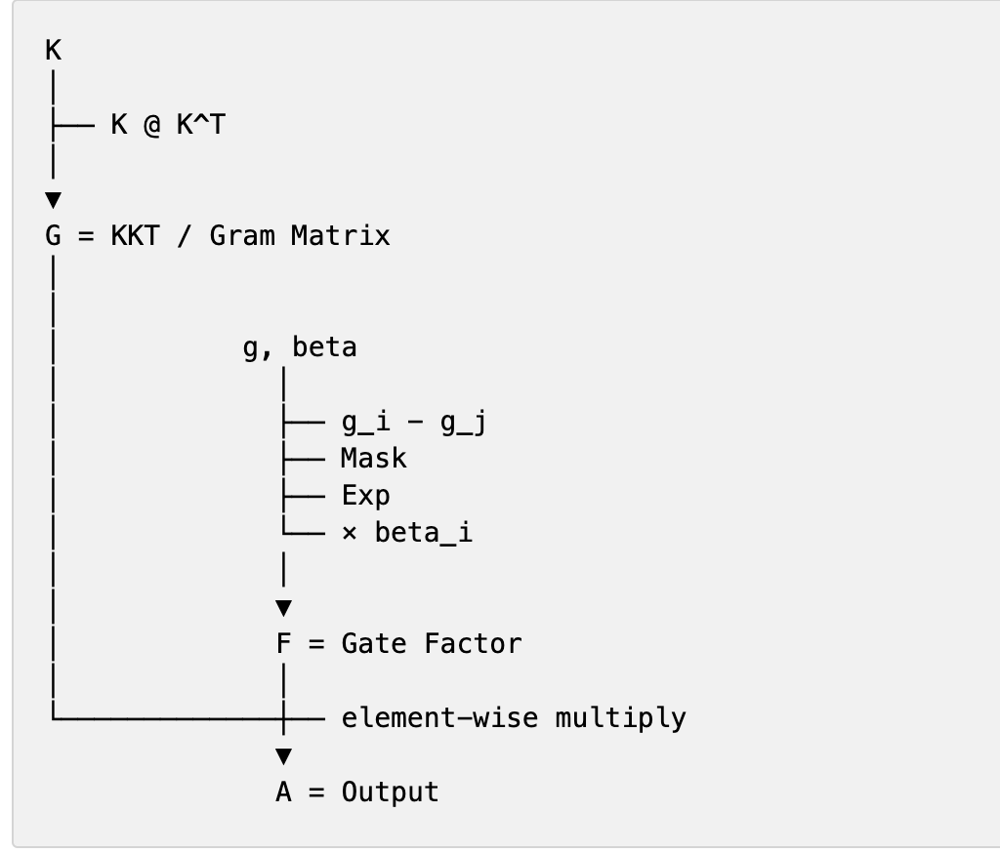 K
K @ K^T
G = KKT / Gram Matrix
g, beta
g_i - g_j
Mask
Exp
× beta_i
F = Gate Factor
element-wise multiply
A = Output